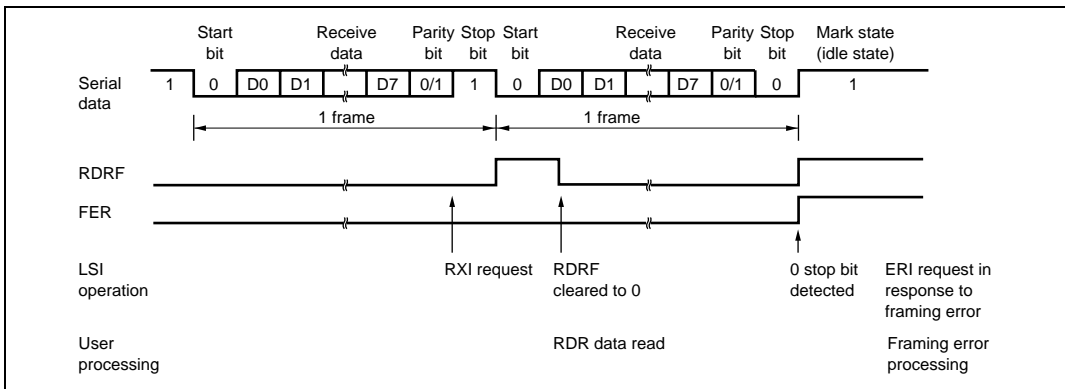 Start bit Receive data Parity bit Stop bit Start bit Receive data Parity bit Stop bit Mark state (idle state)
Serial data 1 0 D0 D1 D7 0/1 1 0 D0 D1 D7 0/1 0 1
1 frame 1 frame
RDRF
FER
LSI operation RXI request RDRF cleared to 0 0 stop bit detected ERI request in response to framing error
User processing RDR data read Framing error processing